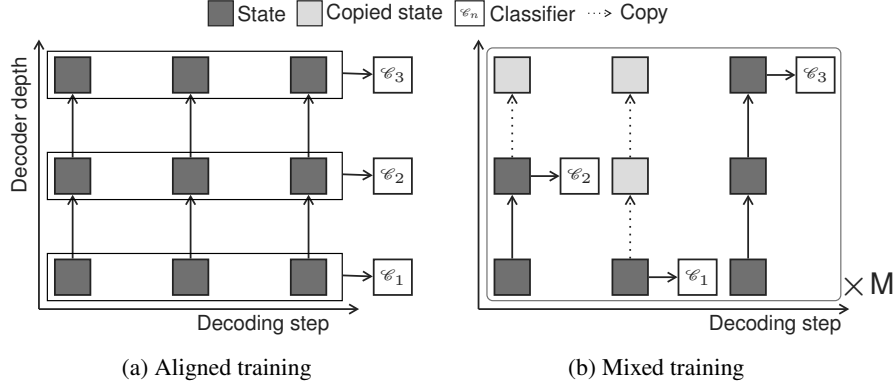 State Copied state 𝒞n Classifier Copy
Decoder depth
𝒞3
𝒞2
𝒞1
Decoding step
(a) Aligned training
𝒞3
𝒞2
𝒞1
× M
Decoding step
(b) Mixed training